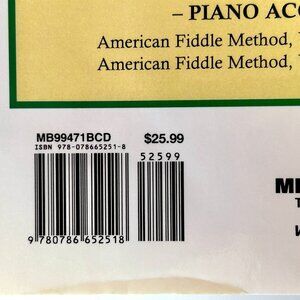 – PIANO ACC
American Fiddle Method,
American Fiddle Method,
MB99471BCD $25.99
ISBN 978-078665251-8
52599
9 780786 652518